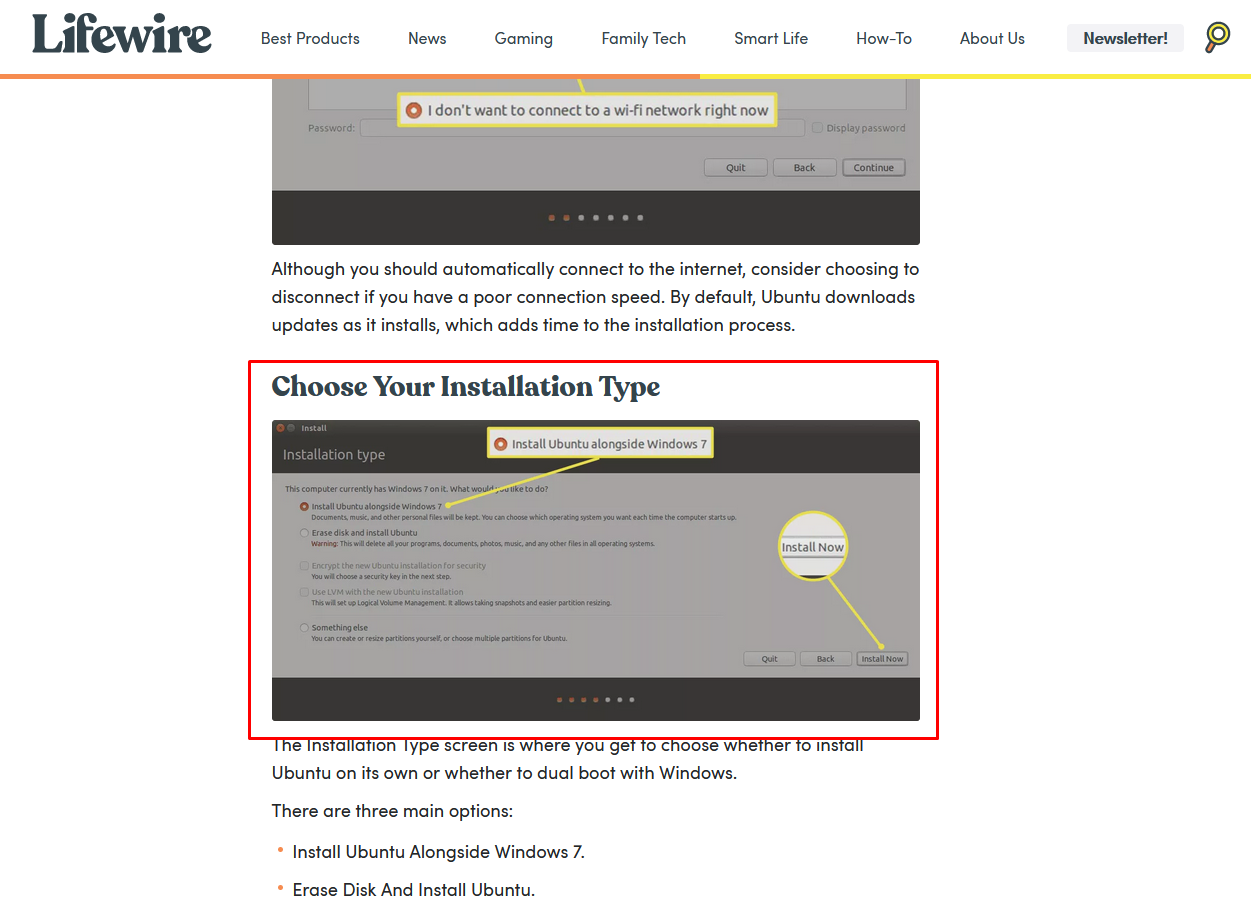 Lifewire
Best Products
News
Gaming
Family Tech
Smart Life
How-To
About Us
Newsletter!
I don't want to connect to a wi-fi network right now
Password:
Display password
Quit
Back
Continue
Although you should automatically connect to the internet, consider choosing to
disconnect if you have a poor connection speed. By default, Ubuntu downloads
updates as it installs, which adds time to the installation process.
Choose Your Installation Type
Install
Installation type
Install Ubuntu alongside Windows 7
This computer currently has Windows 7 on it. What would you like to do?
Install Ubuntu alongside Windows 7
Documents, music, and other personal files will be kept. You can choose which operating system you want each time the computer starts up.
Erase disk and install Ubuntu
Warning: This will delete all your programs, documents, photos, music, and any other files in all operating systems.
Install Now
Encrypt the new Ubuntu installation for security
You will choose a security key in the next step.
Use LVM with the new Ubuntu installation
This will set up Logical Volume Management. It allows taking snapshots and easier partition resizing.
Something else
You can create or resize partitions yourself, or choose multiple partitions for Ubuntu.
Quit
Back
Install Now
The Installation Type screen is where you get to choose whether to install
Ubuntu on its own or whether to dual boot with Windows.
There are three main options:
Install Ubuntu Alongside Windows 7.
Erase Disk And Install Ubuntu.